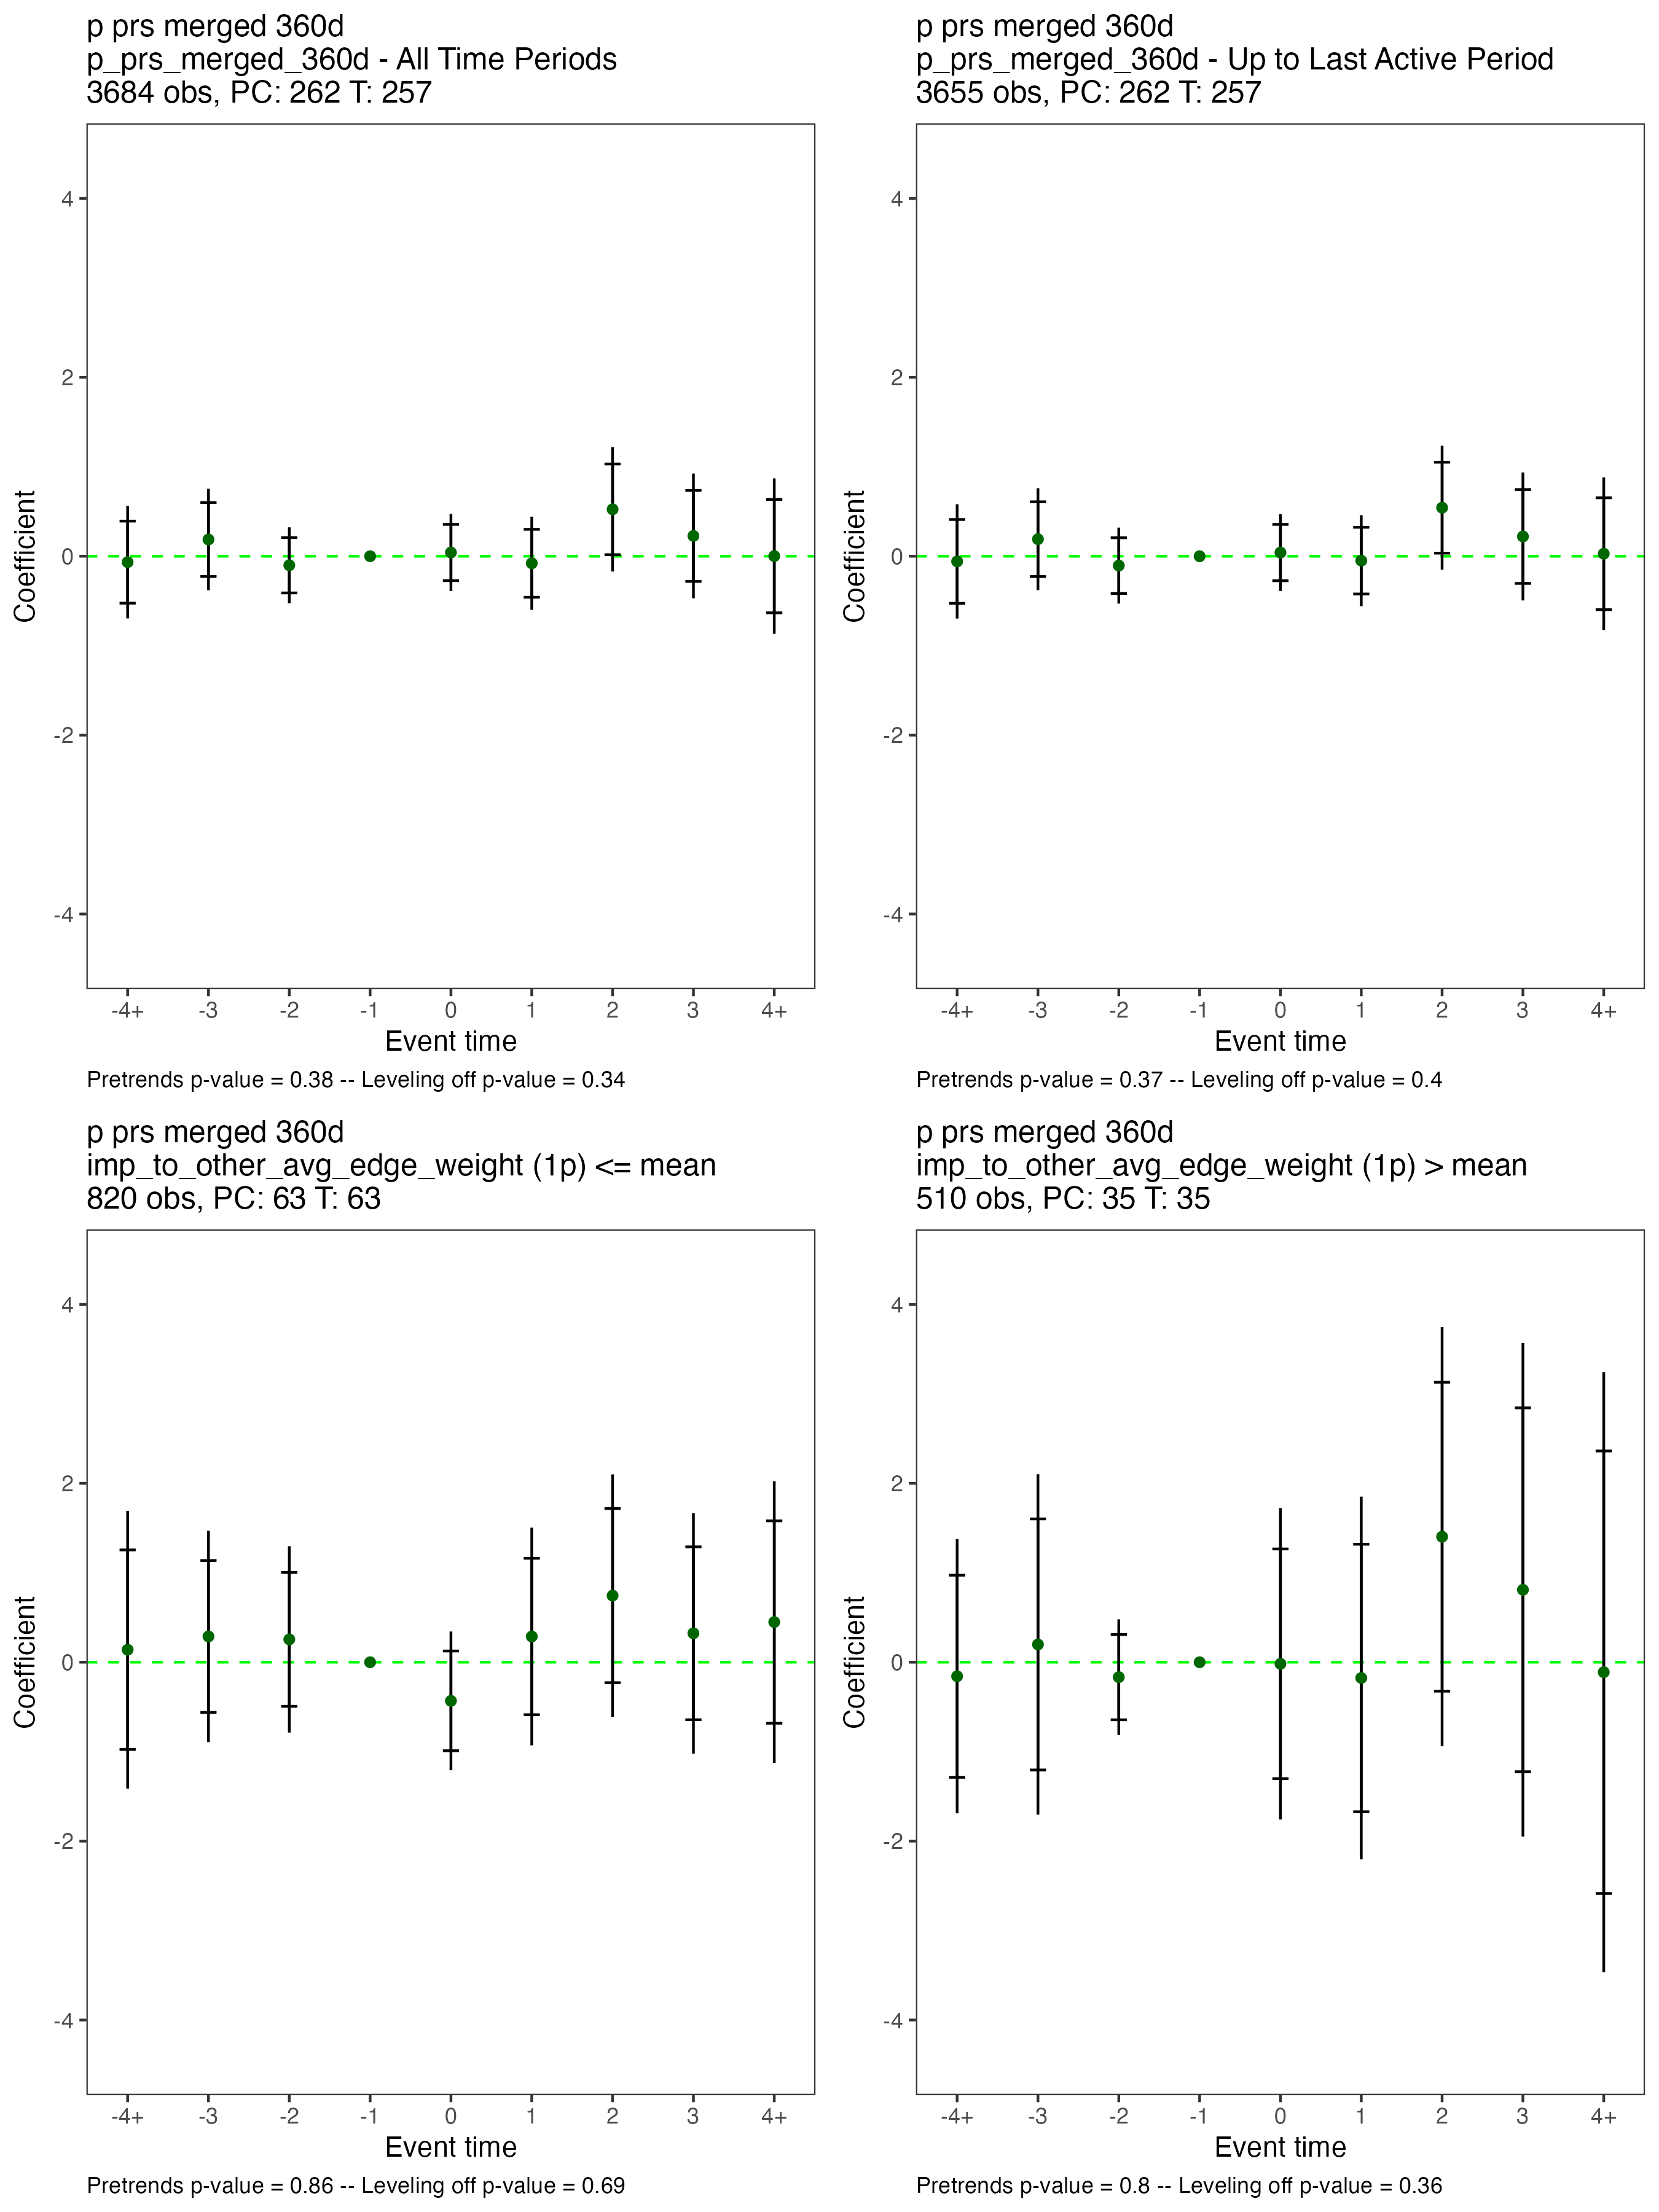 p prs merged 360d
p_prs_merged_360d - All Time Periods
3684 obs, PC: 262 T: 257
4
2
0
-2
-4
Coefficient
-4+ -3 -2 -1 0 1 2 3 4+
Event time
Pretrends p-value = 0.38 -- Leveling off p-value = 0.34
p prs merged 360d
p_prs_merged_360d - Up to Last Active Period
3655 obs, PC: 262 T: 257
4
2
0
-2
-4
Coefficient
-4+ -3 -2 -1 0 1 2 3 4+
Event time
Pretrends p-value = 0.37 -- Leveling off p-value = 0.4
p prs merged 360d
imp_to_other_avg_edge_weight (1p) <= mean
820 obs, PC: 63 T: 63
4
2
0
-2
-4
Coefficient
-4+ -3 -2 -1 0 1 2 3 4+
Event time
Pretrends p-value = 0.86 -- Leveling off p-value = 0.69
p prs merged 360d
imp_to_other_avg_edge_weight (1p) > mean
510 obs, PC: 35 T: 35
4
2
0
-2
-4
Coefficient
-4+ -3 -2 -1 0 1 2 3 4+
Event time
Pretrends p-value = 0.8 -- Leveling off p-value = 0.36